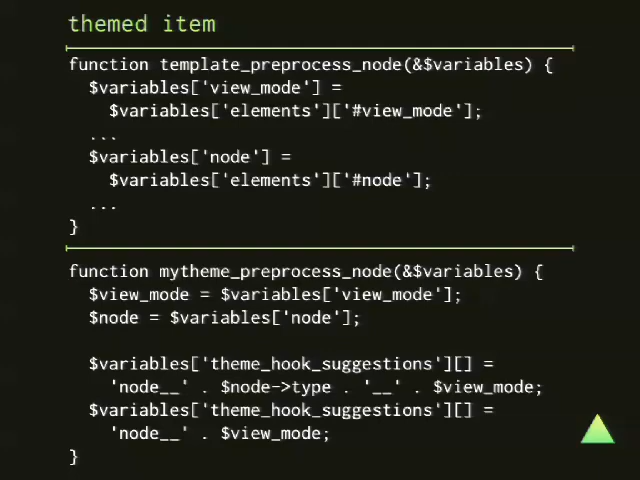 themed item
function template_preprocess_node(&$variables) {
  $variables['view_mode'] =
    $variables['elements']['#view_mode'];
  ...
  $variables['node'] =
    $variables['elements']['#node'];
  ...
}
function mytheme_preprocess_node(&$variables) {
  $view_mode = $variables['view_mode'];
  $node = $variables['node'];
  $variables['theme_hook_suggestions'][] =
    'node__' . $node->type . '__' . $view_mode;
  $variables['theme_hook_suggestions'][] =
    'node__' . $view_mode;
}